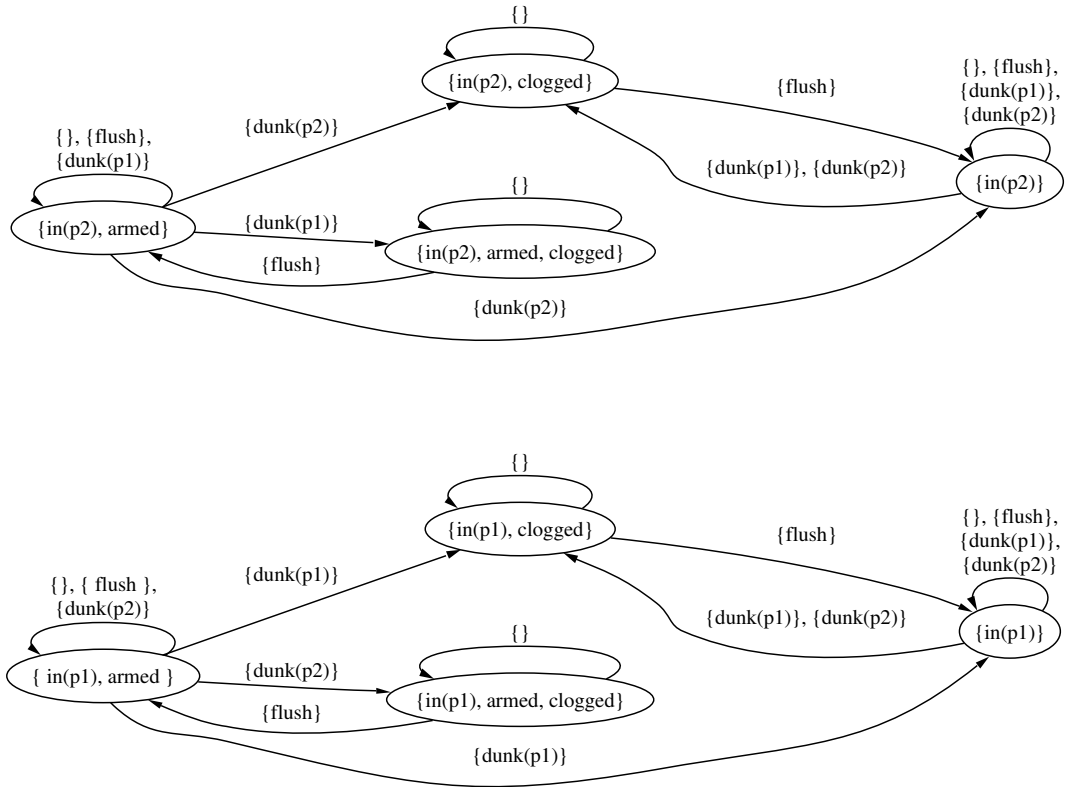 {}
{in(p2), clogged}
{flush}
{}, {flush},
{dunk(p1)},
{dunk(p2)}
{dunk(p2)}
{}, {flush},
{dunk(p1)}
{dunk(p1)}, {dunk(p2)}
{in(p2)}
{}
{in(p2), armed}
{dunk(p1)}
{in(p2), armed, clogged}
{flush}
{dunk(p2)}
{}
{in(p1), clogged}
{flush}
{}, {flush},
{dunk(p1)},
{dunk(p2)}
{dunk(p1)}
{}, { flush },
{dunk(p2)}
{dunk(p1)}, {dunk(p2)}
{in(p1)}
{}
{ in(p1), armed }
{dunk(p2)}
{in(p1), armed, clogged}
{flush}
{dunk(p1)}